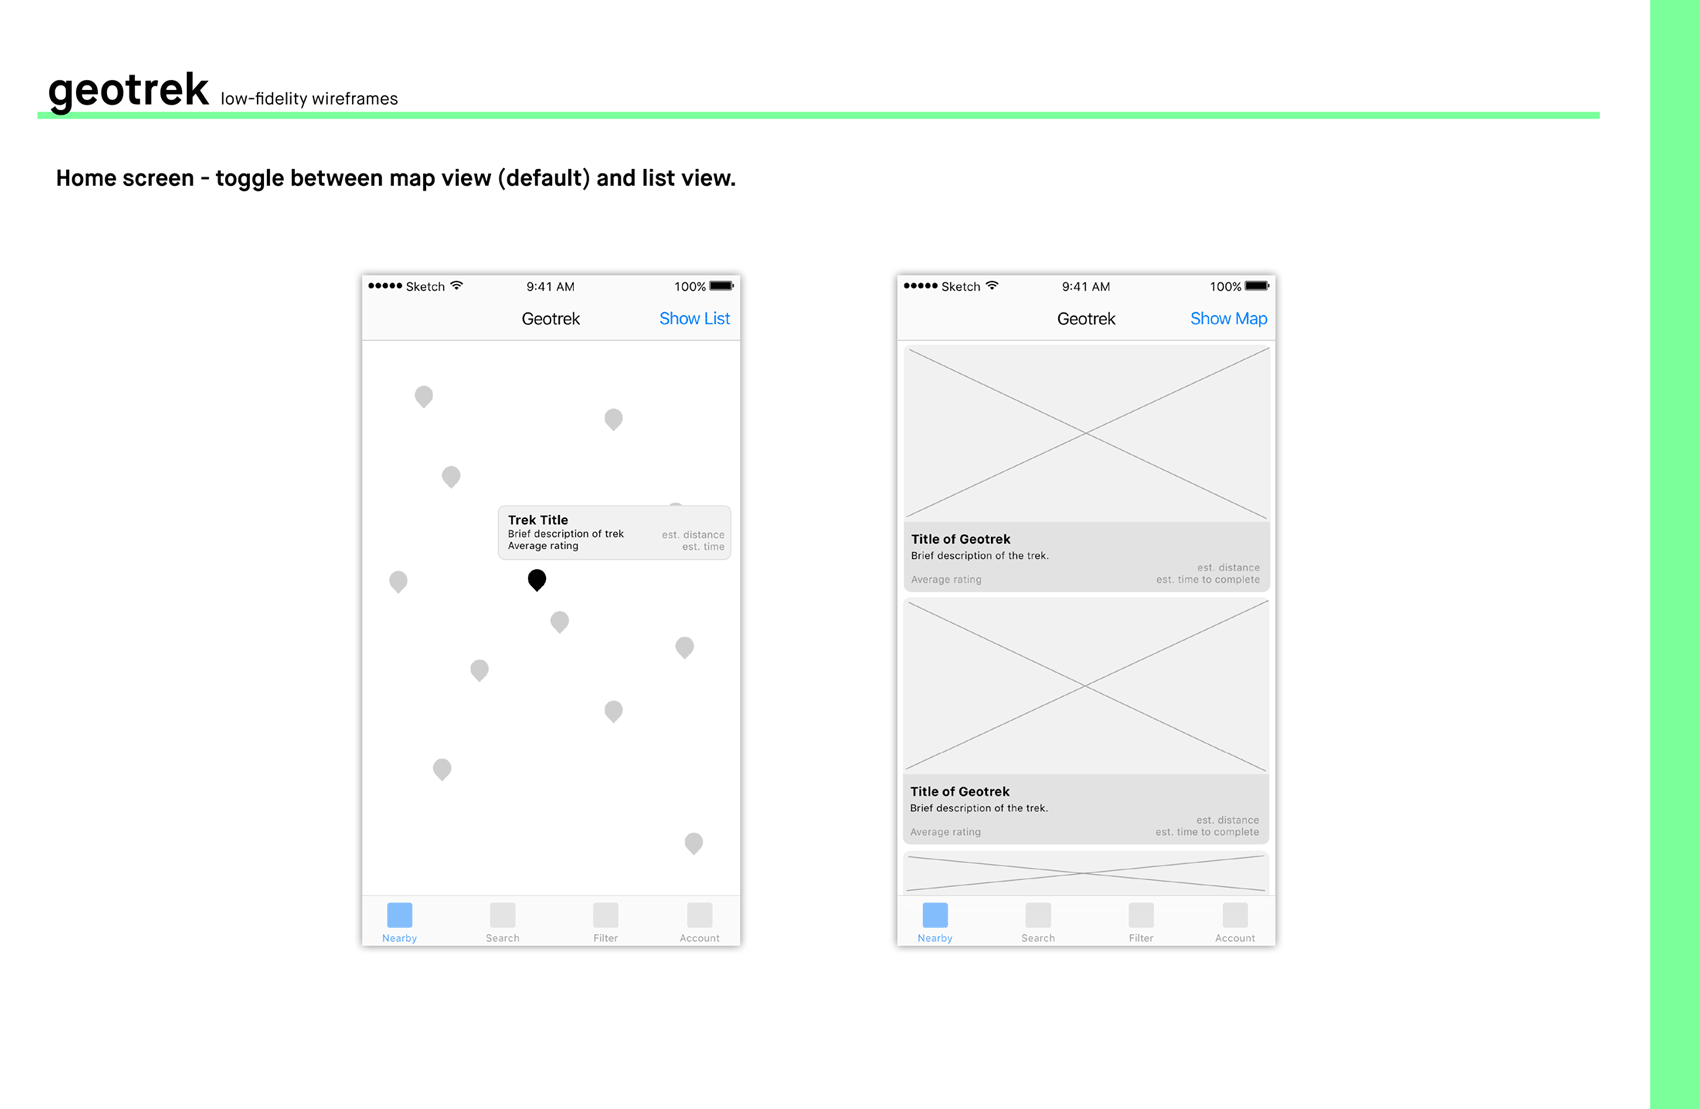 geotrek low-fidelity wireframes
Home screen - toggle between map view (default) and list view.
Sketch 9:41 AM 100%
Geotrek Show List
Trek Title
Brief description of trek est. distance
Average rating est. time
Nearby Search Filter Account
Sketch 9:41 AM 100%
Geotrek Show Map
Title of Geotrek
Brief description of the trek.
est. distance
Average rating est. time to complete
Title of Geotrek
Brief description of the trek.
est. distance
Average rating est. time to complete
Nearby Search Filter Account